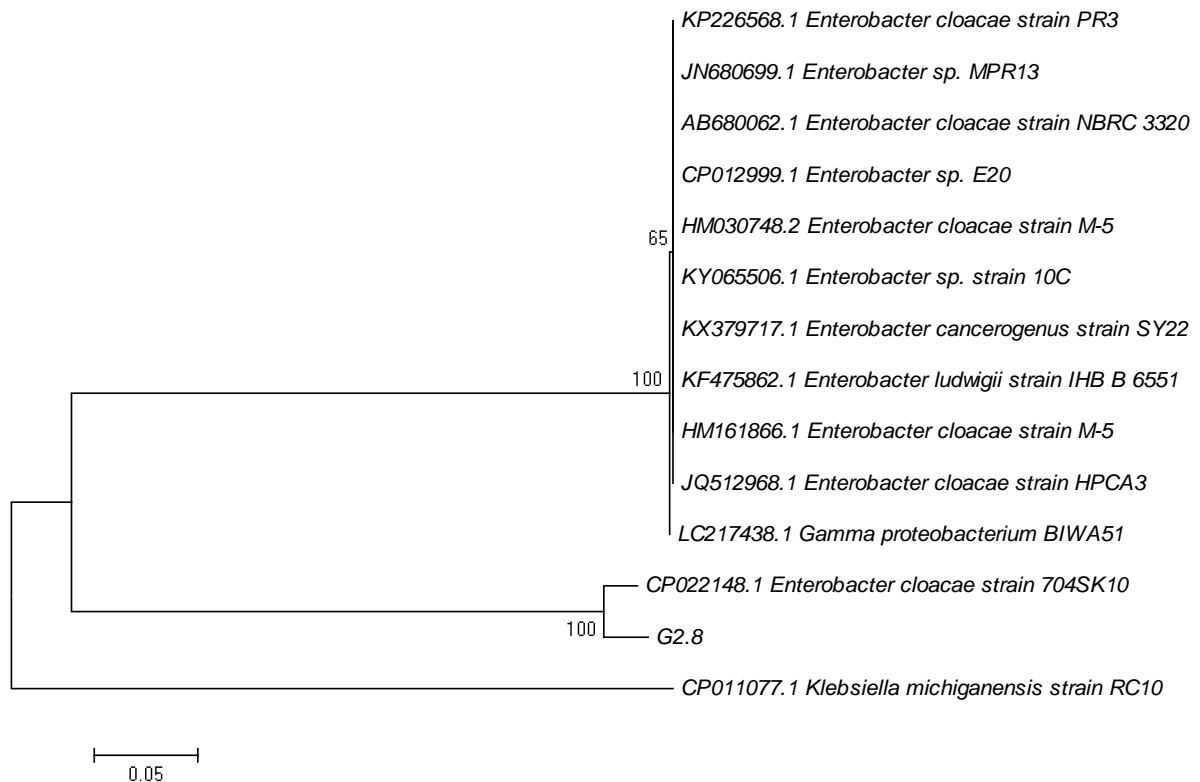 KP226568.1 Enterobacter cloacae strain PR3
JN680699.1 Enterobacter sp. MPR13
AB680062.1 Enterobacter cloacae strain NBRC 3320
CP012999.1 Enterobacter sp. E20
HM030748.2 Enterobacter cloacae strain M-5
65
KY065506.1 Enterobacter sp. strain 10C
KX379717.1 Enterobacter cancerogenus strain SY22
100
KF475862.1 Enterobacter ludwigii strain IHB B 6551
HM161866.1 Enterobacter cloacae strain M-5
JQ512968.1 Enterobacter cloacae strain HPCA3
LC217438.1 Gamma proteobacterium BIWA51
CP022148.1 Enterobacter cloacae strain 704SK10
100
G2.8
CP011077.1 Klebsiella michiganensis strain RC10
0.05